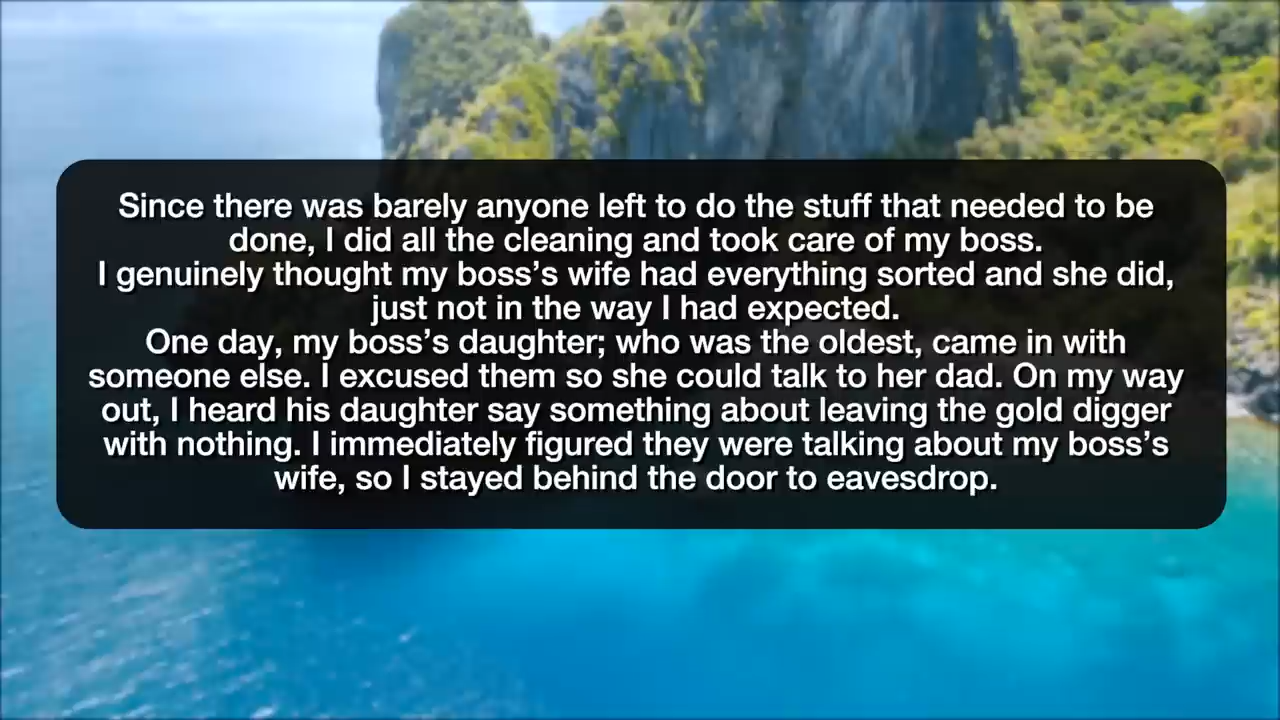 Since there was barely anyone left to do the stuff that needed to be
done, I did all the cleaning and took care of my boss.
I genuinely thought my boss’s wife had everything sorted and she did,
just not in the way I had expected.
One day, my boss’s daughter; who was the oldest, came in with
someone else. I excused them so she could talk to her dad. On my way
out, I heard his daughter say something about leaving the gold digger
with nothing. I immediately figured they were talking about my boss’s
wife, so I stayed behind the door to eavesdrop.